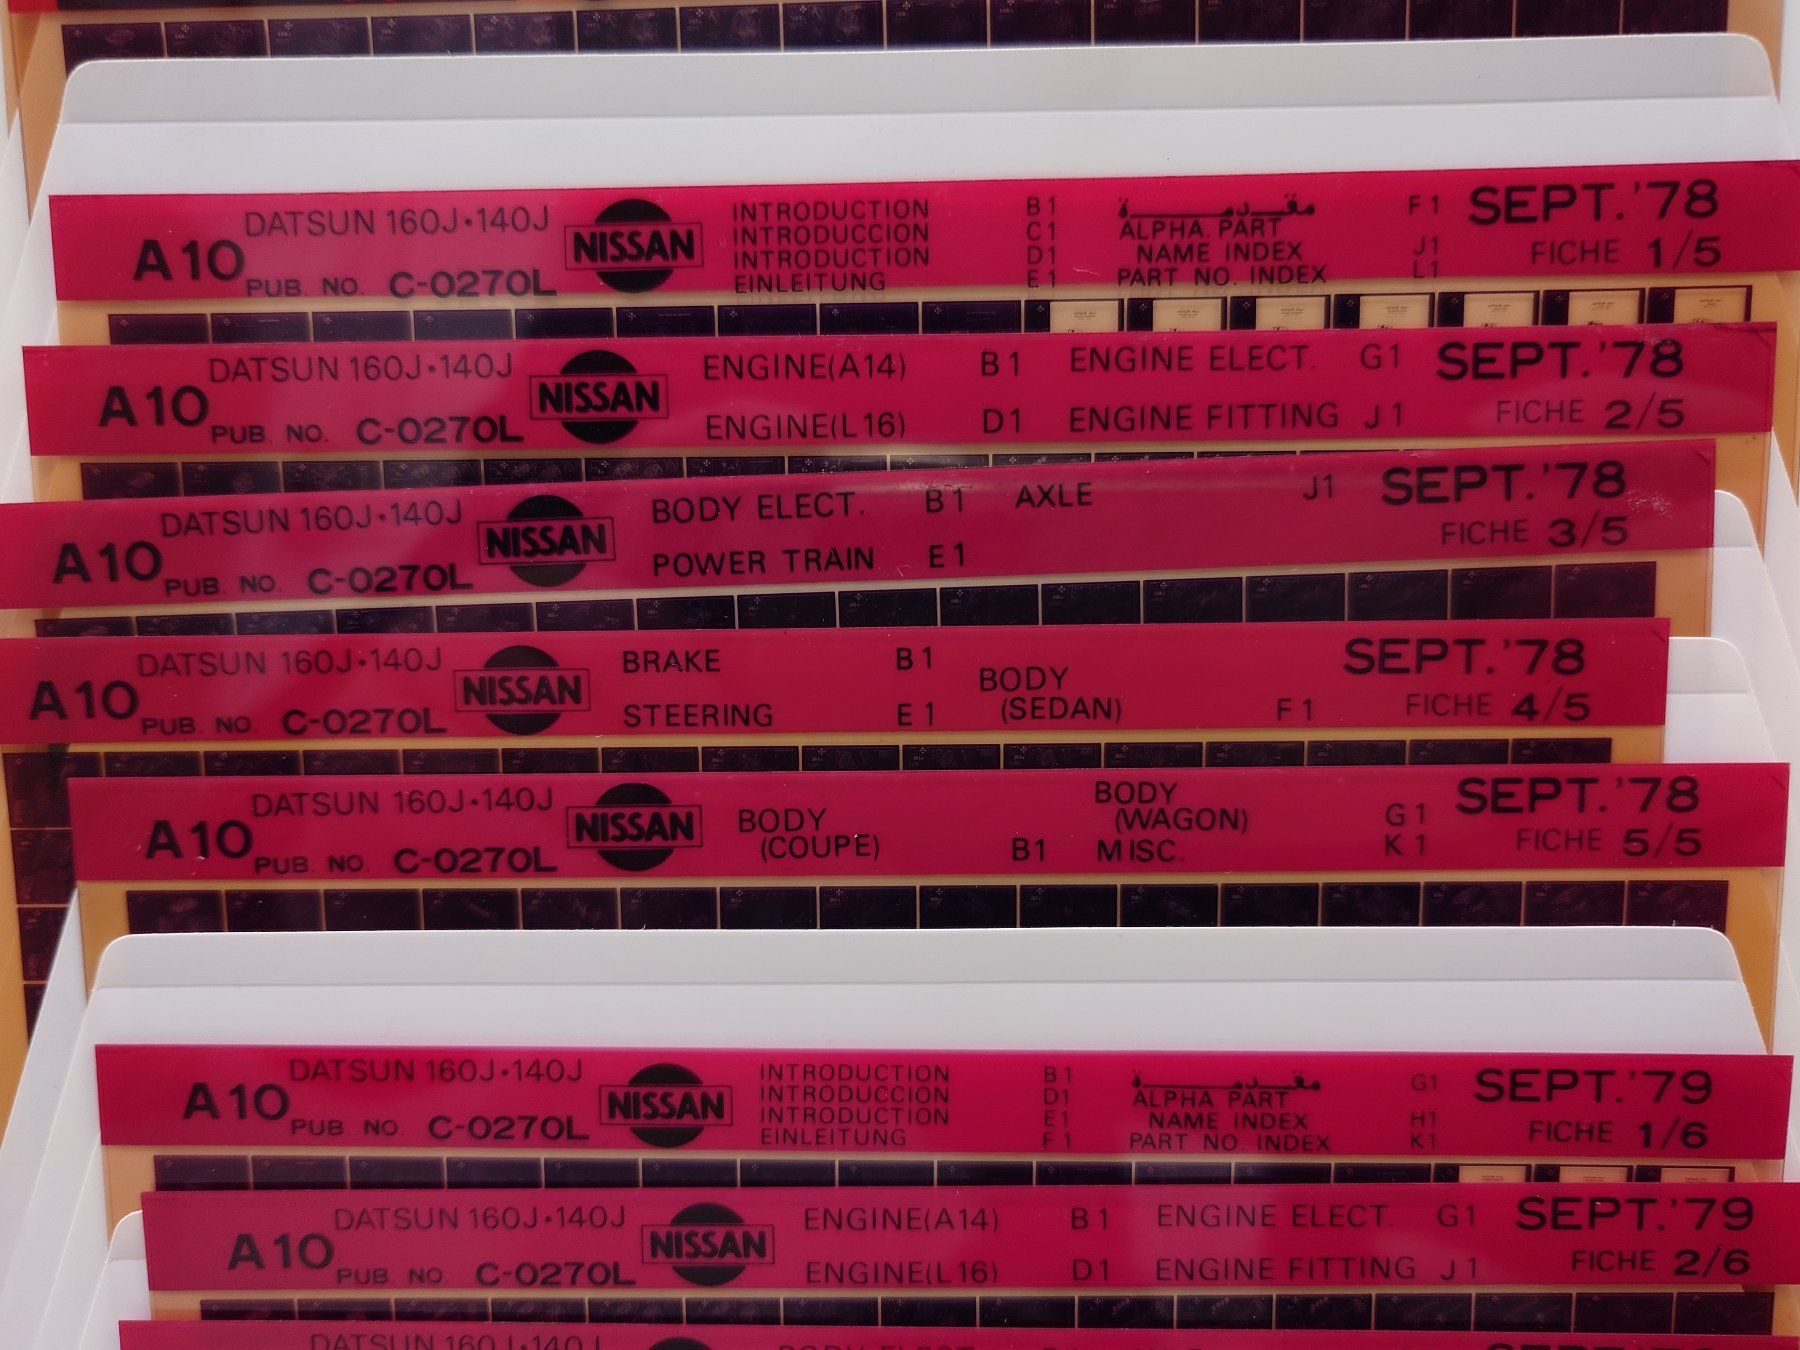 DATSUN 160J·140J
A10
PUB. NO. C-0270L
NISSAN
INTRODUCTION B1
INTRODUCCION C1
INTRODUCTION D1
EINLEITUNG E1
مقدمة F1
ALPHA. PART
NAME INDEX J1
PART NO. INDEX L1
SEPT. '78
FICHE 1/5
DATSUN 160J·140J
A10
PUB. NO. C-0270L
NISSAN
ENGINE(A14) B1
ENGINE(L16) D1
ENGINE ELECT. G1
ENGINE FITTING J1
SEPT. '78
FICHE 2/5
DATSUN 160J·140J
A10
PUB. NO. C-0270L
NISSAN
BODY ELECT. B1
POWER TRAIN E1
AXLE J1
SEPT. '78
FICHE 3/5
DATSUN 160J·140J
A10
PUB. NO. C-0270L
NISSAN
BRAKE B1
STEERING E1
BODY
(SEDAN) F1
SEPT. '78
FICHE 4/5
DATSUN 160J·140J
A10
PUB. NO. C-0270L
NISSAN
BODY
(COUPE) B1
BODY
(WAGON) G1
MISC. K1
SEPT. '78
FICHE 5/5
DATSUN 160J·140J
A10
PUB. NO. C-0270L
NISSAN
INTRODUCTION B1
INTRODUCCION D1
INTRODUCTION E1
EINLEITUNG F1
مقدمة G1
ALPHA. PART
NAME INDEX H1
PART NO. INDEX K1
SEPT. '79
FICHE 1/6
DATSUN 160J·140J
A10
PUB. NO. C-0270L
NISSAN
ENGINE(A14) B1
ENGINE(L16) D1
ENGINE ELECT. G1
ENGINE FITTING J1
SEPT. '79
FICHE 2/6
DATSUN 160J·140J